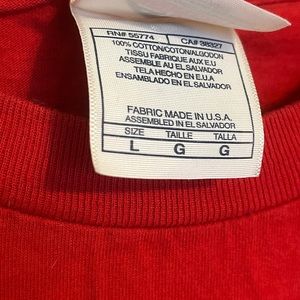 RN# 55774 CA# 38327
100% COTTON/COTON/ALGODON
TISSU FABRIQUE AUX E.U
ASSEMBLE AU EL SALVADOR
TELA HECHO EN E.U.A
ENSAMBLADO EN EL SALVADOR
FABRIC MADE IN U.S.A.
ASSEMBLED IN EL SALVADOR
SIZE TAILLE TALLA
L G G